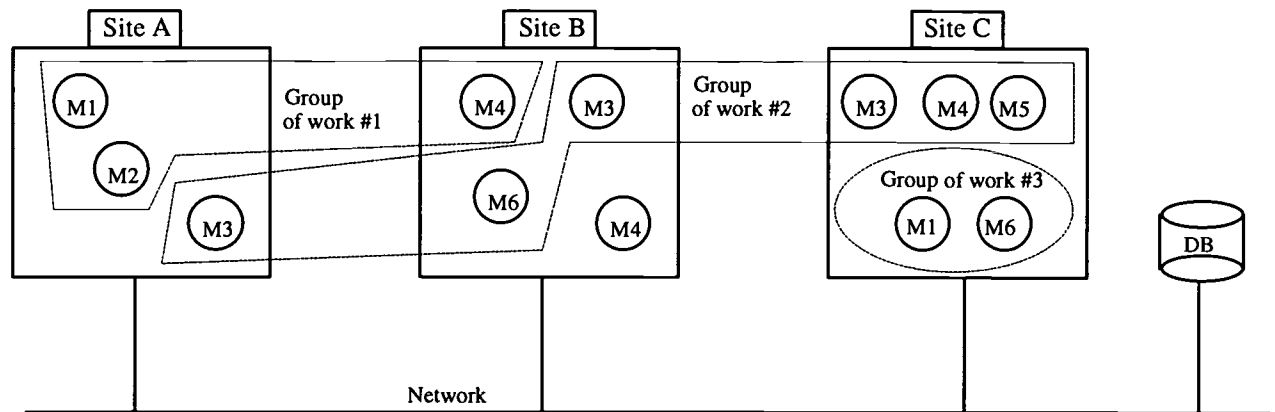 Site A
Site B
Site C
M1
M4
M3
M3
M4
M5
Group
of work #1
Group
of work #2
M2
Group of work #3
M6
M3
M4
M1
M6
DB
Network